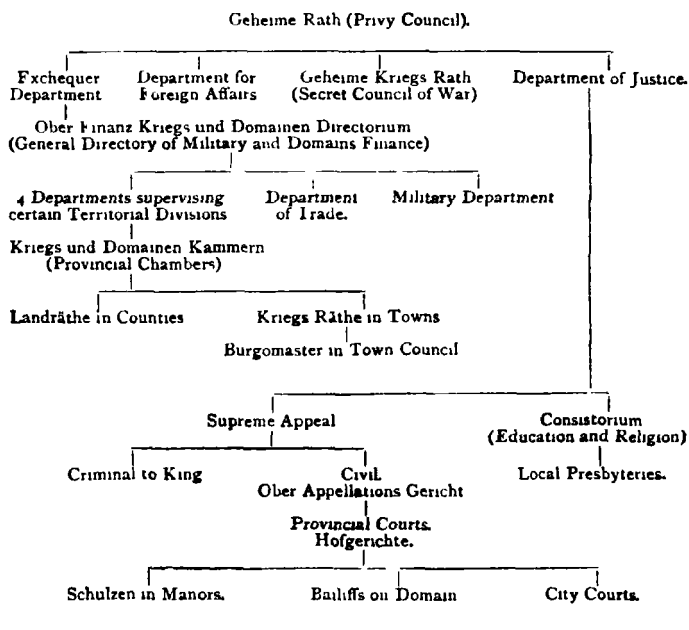 Geheime Rath (Privy Council).
Exchequer Department
Department for Foreign Affairs
Geheime Kriegs Rath (Secret Council of War)
Department of Justice.
Ober Finanz Kriegs und Domainen Directorium
(General Directory of Military and Domains Finance)
4 Departments supervising certain Territorial Divisions
Department of Trade.
Military Department
Kriegs und Domainen Kammern
(Provincial Chambers)
Landräthe in Counties
Kriegs Räthe in Towns
Burgomaster in Town Council
Supreme Appeal
Consistorium
(Education and Religion)
Criminal to King
Civil
Ober Appellations Gericht
Local Presbyteries.
Provincial Courts.
Hofgerichte.
Schulzen in Manors.
Bailiffs on Domain
City Courts.